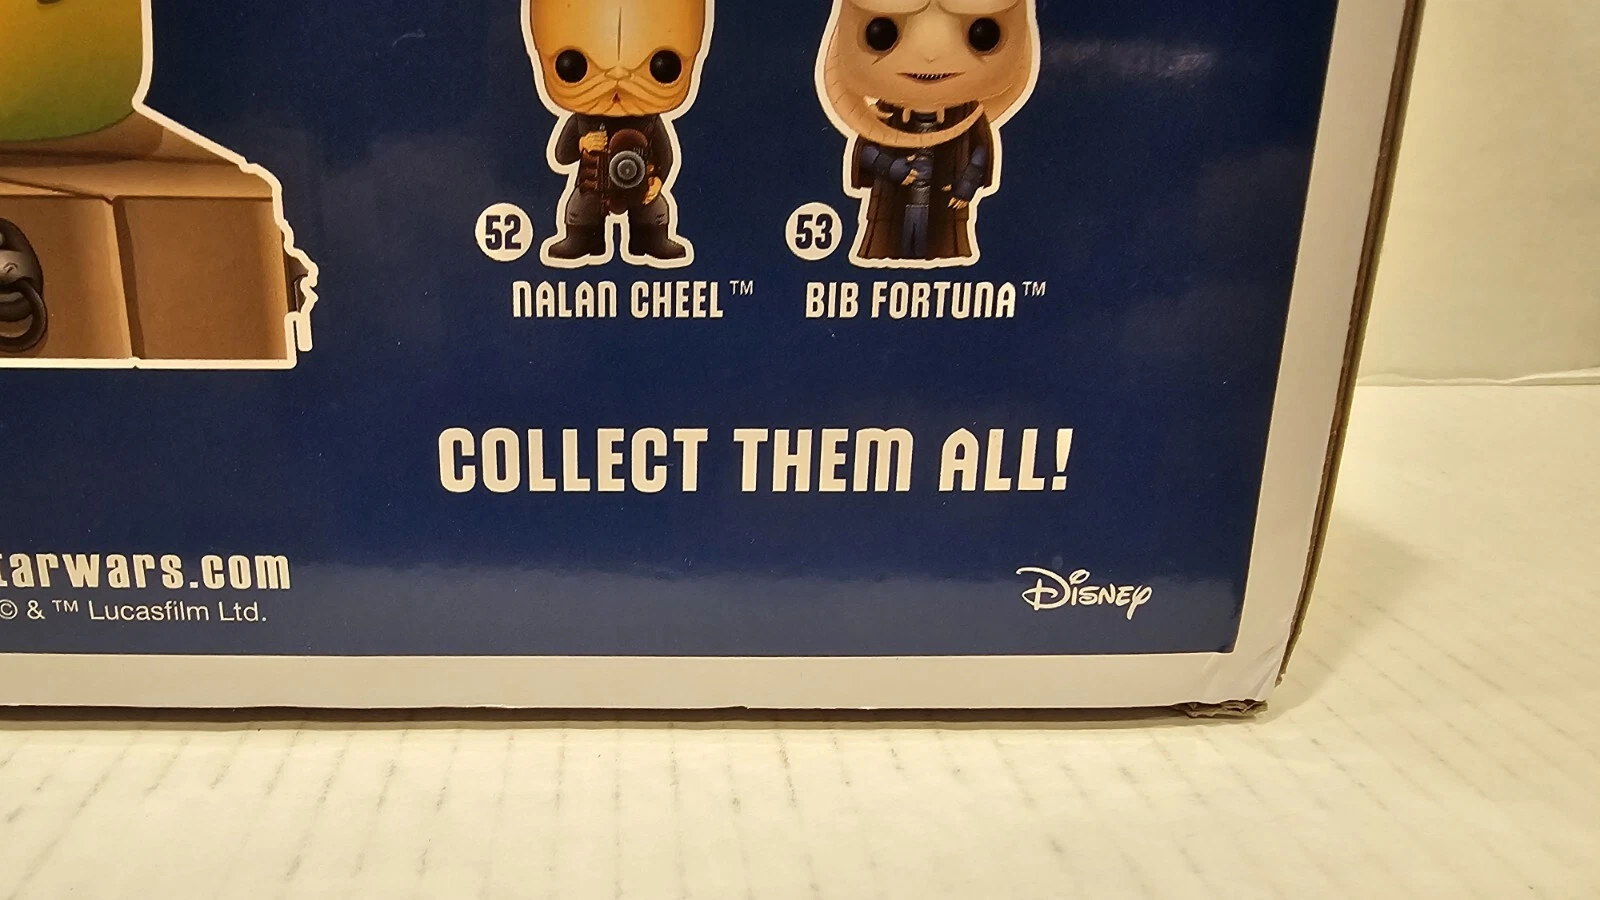 52
NALAN CHEEL™
53
BIB FORTUNA™
COLLECT THEM ALL!
tarwars.com
© & ™ Lucasfilm Ltd.
Disney